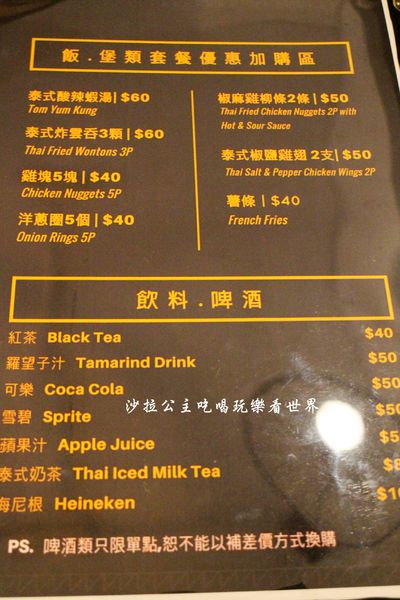 飯.堡類套餐優惠加購區
泰式酸辣蝦湯| $60
Tom Yum Kung
泰式炸雲吞3顆| $60
Thai Fried Wontons 3P
雞塊5塊| $40
Chicken Nuggets 5P
洋蔥圈5個| $40
Onion Rings 5P
椒麻雞柳條2條| $50
Thai Fried Chicken Nuggets 2P with
Hot & Sour Sauce
泰式椒鹽雞翅 2支| $50
Thai Salt & Pepper Chicken Wings 2P
薯條 | $40
French Fries
飲料.啤酒
紅茶 Black Tea $40
羅望子汁 Tamarind Drink $50
可樂 Coca Cola $50
雪碧 Sprite
蘋果汁 Apple Juice
泰式奶茶 Thai Iced Milk Tea
海尼根 Heineken
沙拉公主吃喝玩樂看世界
PS. 啤酒類只限單點,恕不能以補差價方式換購